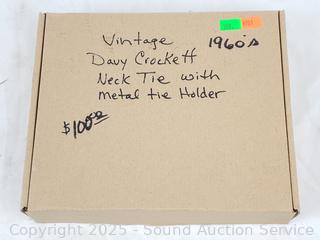 Vintage 1960's
Davy Crockett
Neck Tie with
metal tie Holder
$100.00
Copyright 2025 - Sound Auction Service